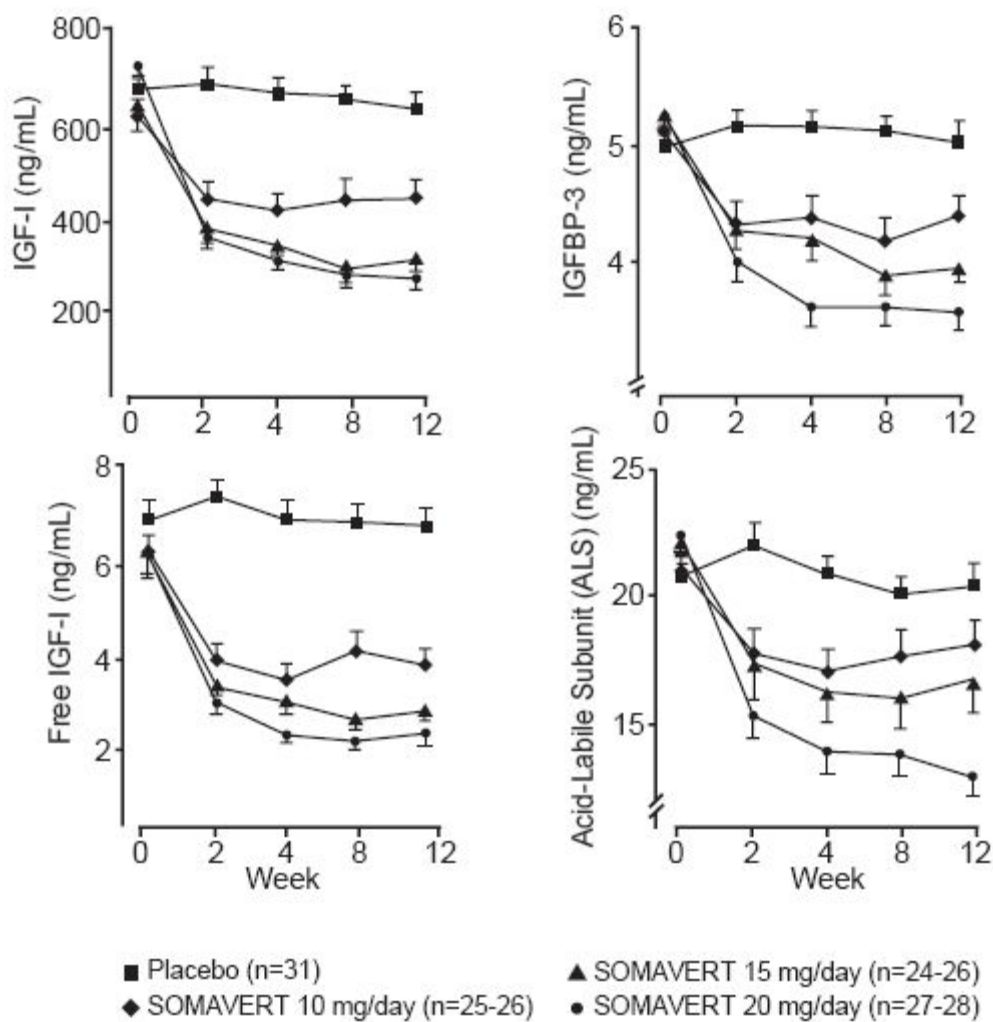 IGF-I (ng/mL)
800
600
400
200
0 2 4 8 12
IGFBP-3 (ng/mL)
6
5
4
0 2 4 8 12
Free IGF-I (ng/mL)
8
6
4
2
0 2 4 8 12
Week
Acid-Labile Subunit (ALS) (ng/mL)
25
20
15
0 2 4 8 12
Week
Placebo (n=31)
SOMAVERT 10 mg/day (n=25-26)
SOMAVERT 15 mg/day (n=24-26)
SOMAVERT 20 mg/day (n=27-28)